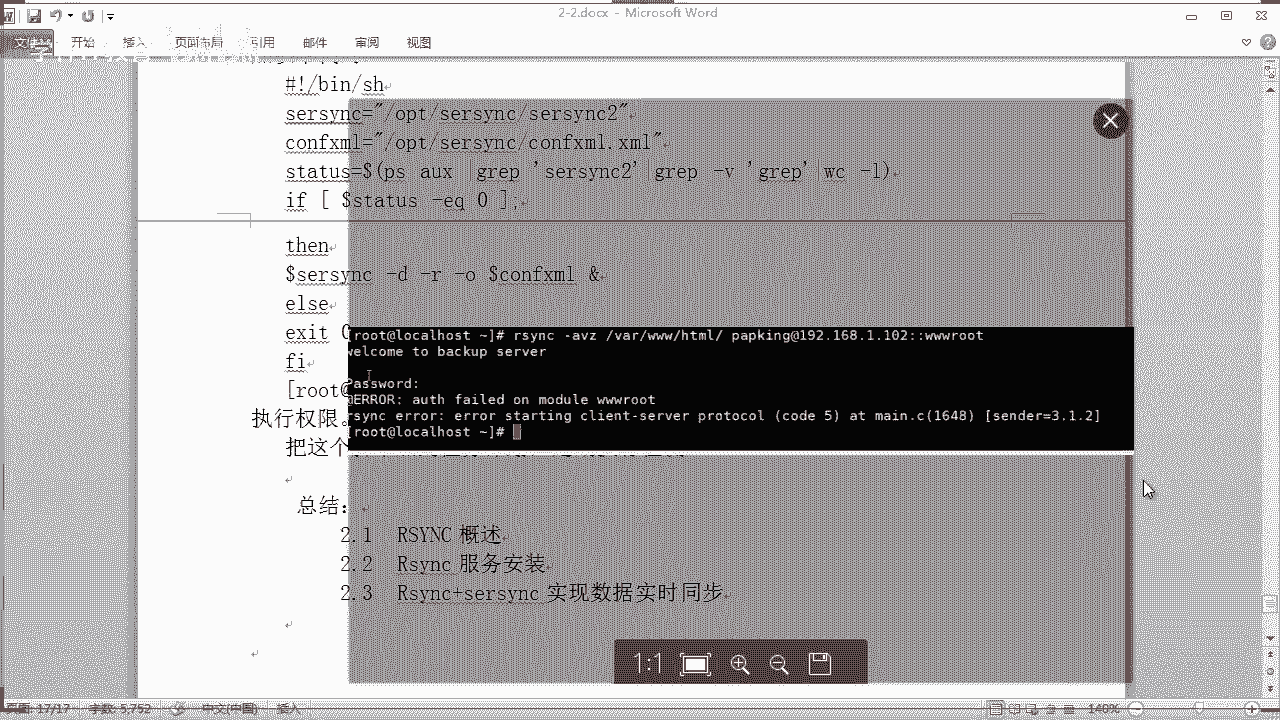 2-2.docx - Microsoft Word
开始 插入 页面布局 引用 邮件 审阅 视图
#!/bin/sh
sersync="/opt/sersync/sersync2"
confxml="/opt/sersync/confxml.xml"
status=$(ps aux |grep 'sersync2'|grep -v 'grep'|wc -l)
if [ $status -eq 0 ];
then
$sersync -d -r -o $confxml &
else
exit 0
fi
[root@
执行权限。
把这个
[root@localhost ~]# rsync -avz /var/www/html/ papking@192.168.1.102::wwwroot
welcome to backup server
Password:
@ERROR: auth failed on module wwwroot
rsync error: error starting client-server protocol (code 5) at main.c(1648) [sender=3.1.2]
[root@localhost ~]#
总结：
2.1 RSYNC 概述
2.2 Rsync 服务安装
2.3 Rsync+sersync 实现数据实时同步
1:1
页面: 17/17 字数: 5,752 中文(中国) 插入 140%